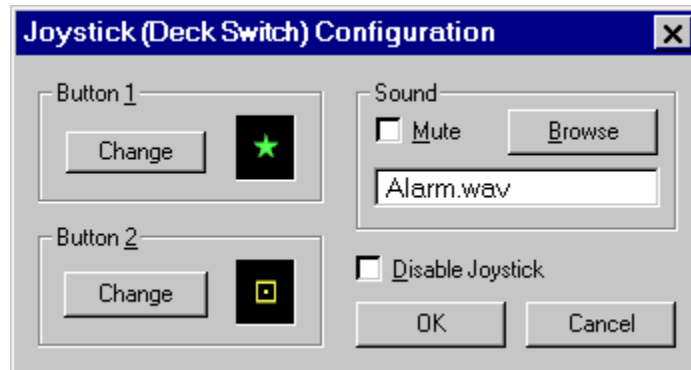 Joystick (Deck Switch) Configuration
Button 1
Change
Button 2
Change
Sound
Mute
Browse
Alarm.wav
Disable Joystick
OK
Cancel